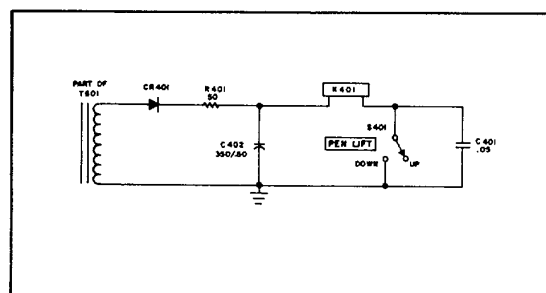 PART OF
T601
CR401
R401
50
K401
S401
C402
350/50
PEN LIFT
DOWN
UP
C401
.05